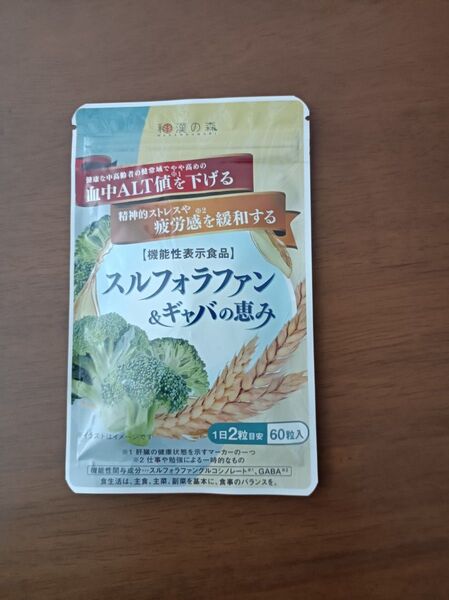 和漢の森
健康な中高齢者の健常域でやや高めの
血中ALT値※1を下げる
精神的ストレスや
疲労感※2を緩和する
【機能性表示食品】
スルフォラファン
&ギャバの恵み
イラストはイメージです
1日2粒目安 60粒入
※1 肝臓の健康状態を示すマーカーの一つ
※2 仕事や勉強による一時的なもの
機能性関与成分…スルフォラファングルコシノレート※1、GABA※2
食生活は、主食、主菜、副菜を基本に、食事のバランスを。